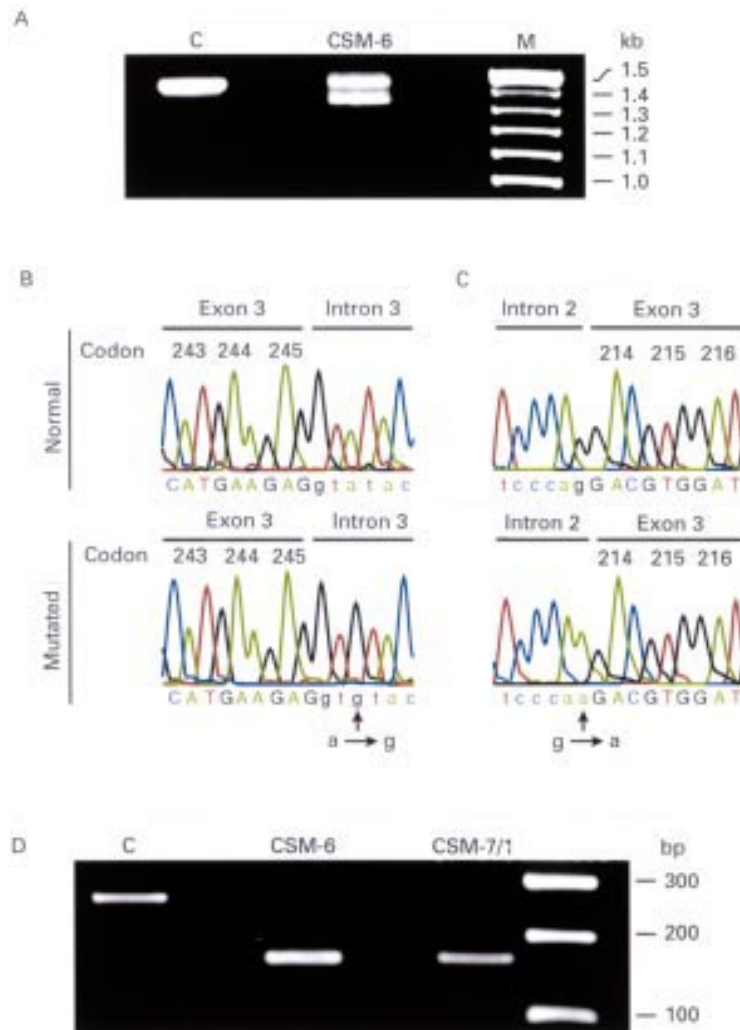 A
C CSM-6 M kb
1.5
1.4
1.3
1.2
1.1
1.0
B
Exon 3 Intron 3
Normal
Codon 243 244 245
CATGAAGAGgtatac
Exon 3 Intron 3
Mutated
Codon 243 244 245
CATGAAGAGgtgtac
a → g
C
Intron 2 Exon 3
214 215 216
tcccagGACGTGGAT
Intron 2 Exon 3
214 215 216
tcccaaGACGTGGAT
g → a
D
C CSM-6 CSM-7/1 bp
300
200
100